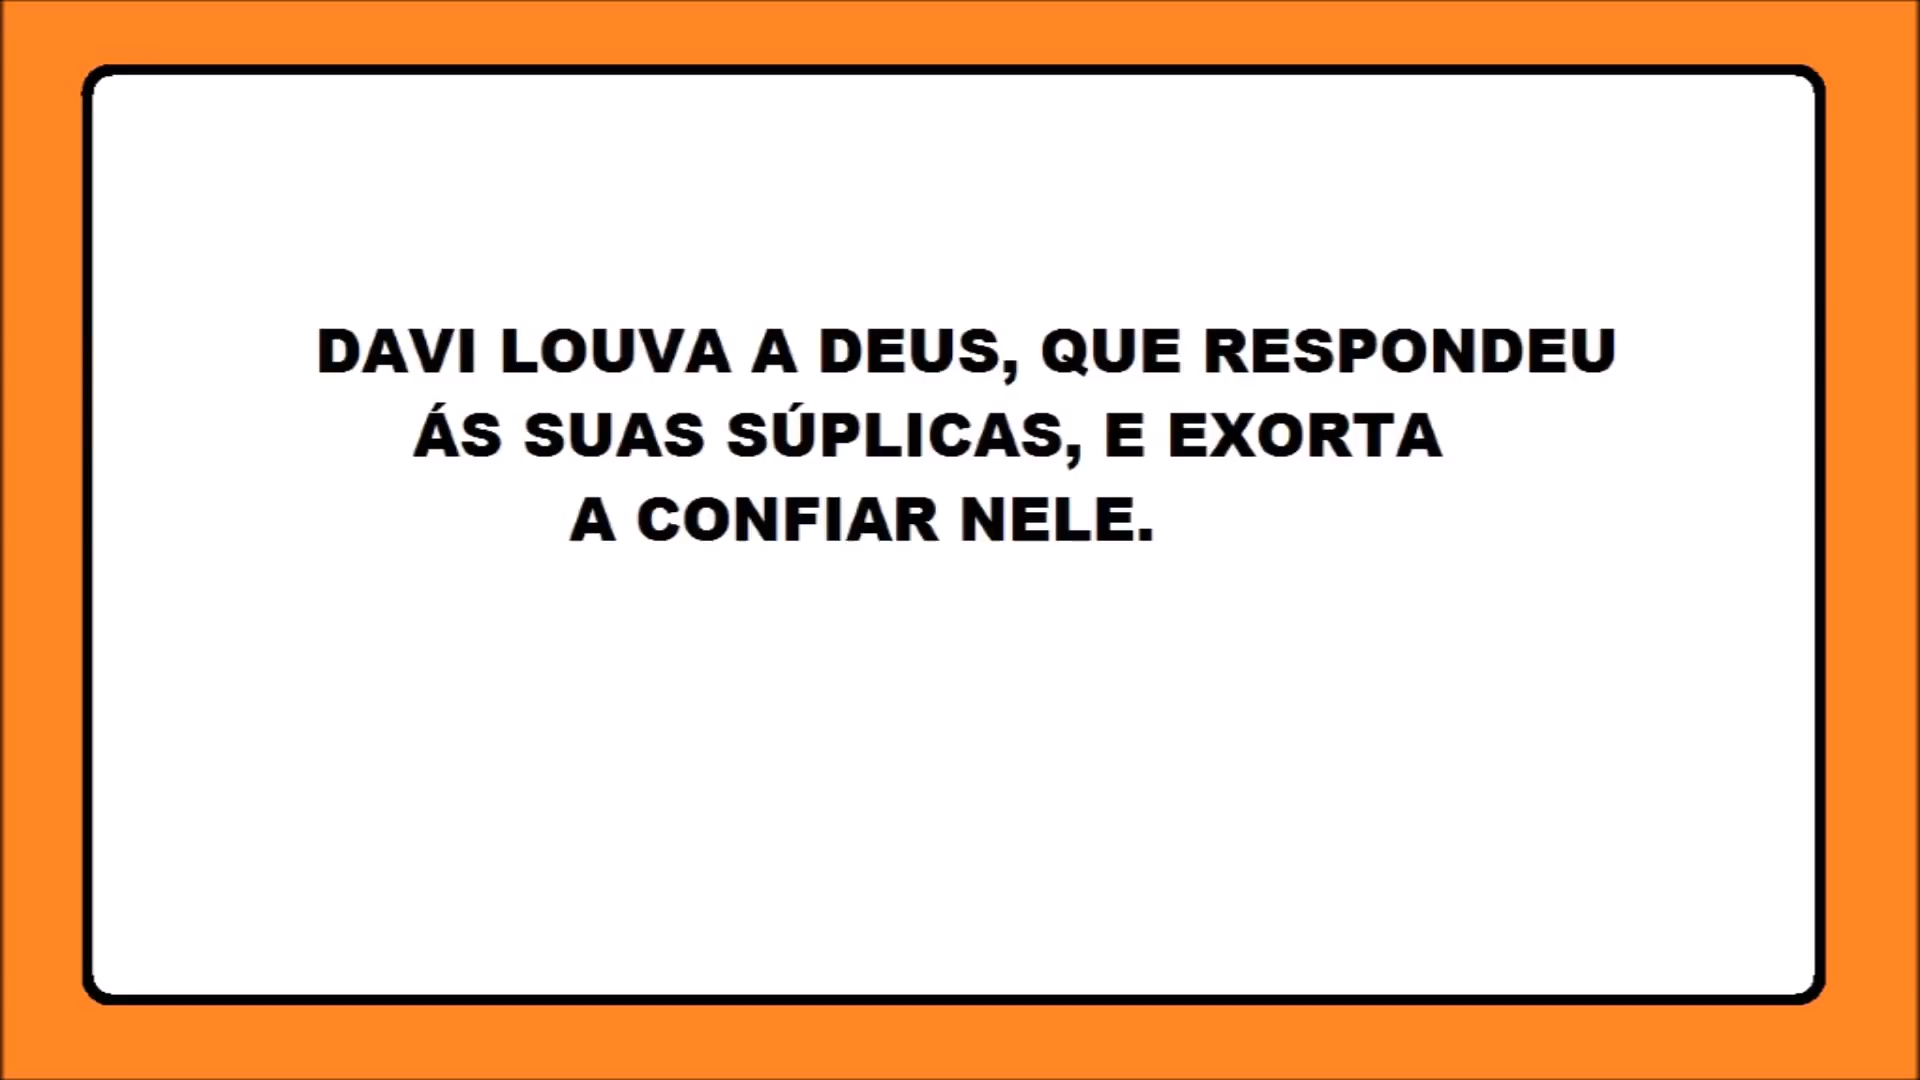 DAVI LOUVA A DEUS, QUE RESPONDEU
ÁS SUAS SÚPLICAS, E EXORTA
A CONFIAR NELE.